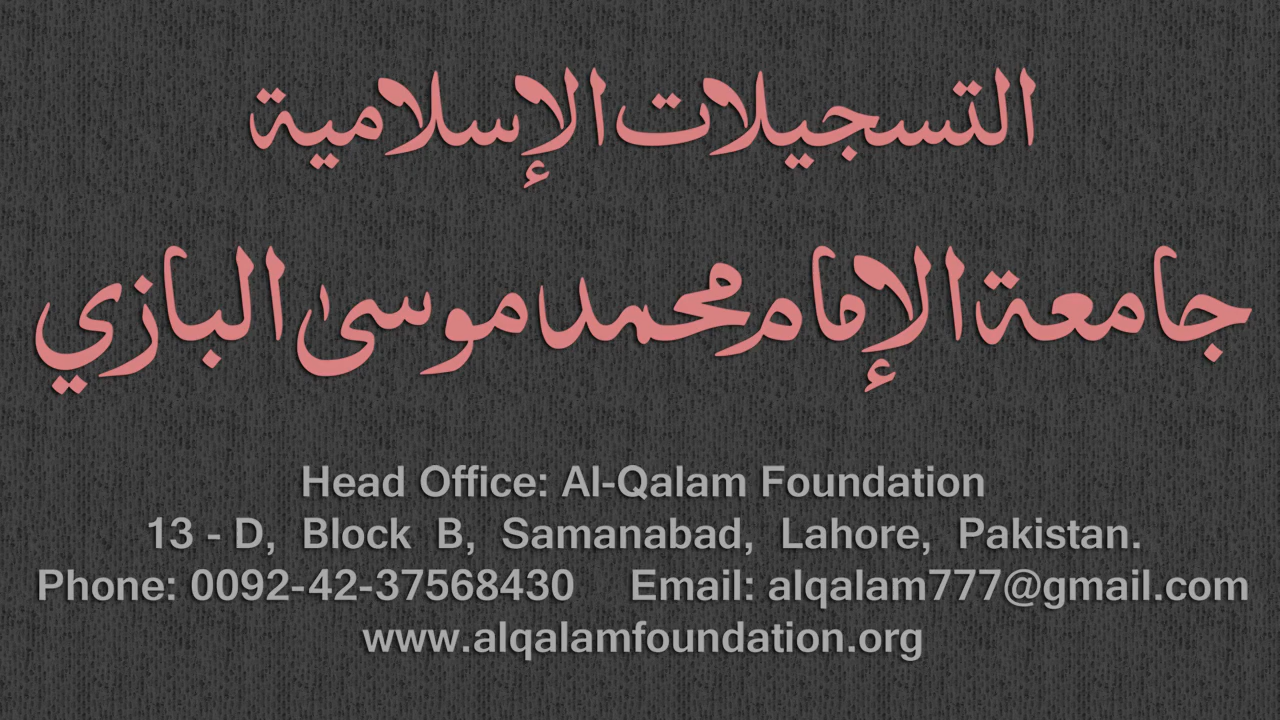 التسجيلات الإسلامية
جامعة الإمام محمد موسىٰ البازي
Head Office: Al-Qalam Foundation
13 - D, Block B, Samanabad, Lahore, Pakistan.
Phone: 0092-42-37568430 Email: alqalam777@gmail.com
www.alqalamfoundation.org